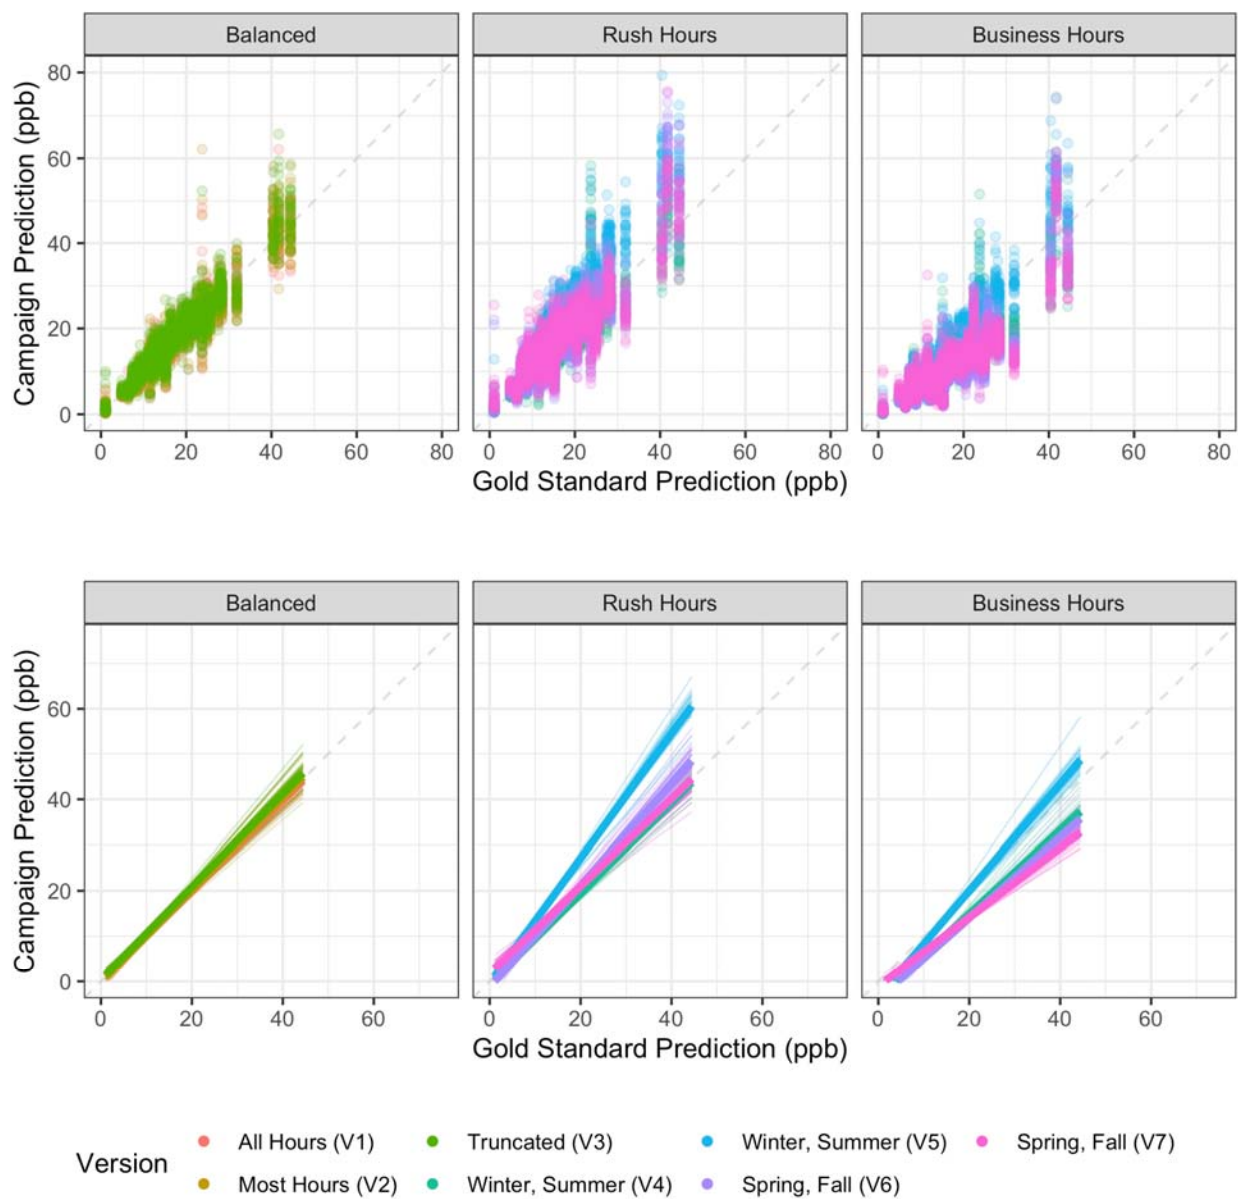 Balanced Rush Hours Business Hours
Campaign Prediction (ppb)
80
60
40
20
0
0 20 40 60 80 0 20 40 60 80 0 20 40 60 80
Gold Standard Prediction (ppb)
Balanced Rush Hours Business Hours
Campaign Prediction (ppb)
60
40
20
0
0 20 40 60 0 20 40 60 0 20 40 60
Gold Standard Prediction (ppb)
Version
All Hours (V1) Truncated (V3) Winter, Summer (V5) Spring, Fall (V7)
Most Hours (V2) Winter, Summer (V4) Spring, Fall (V6)